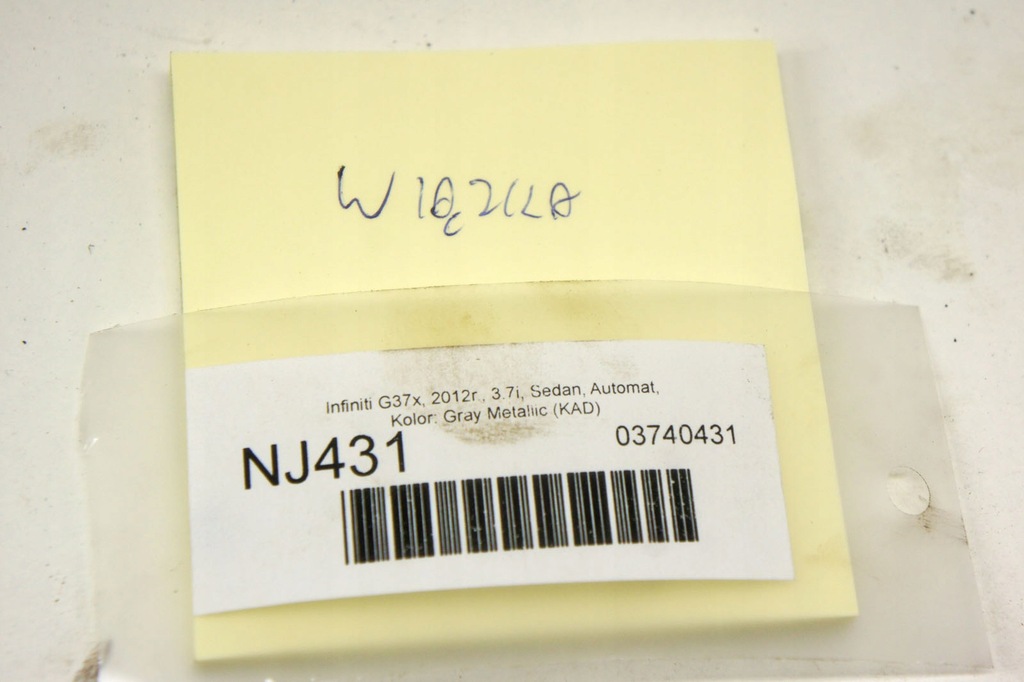 WIĄZKA
Infiniti G37x, 2012r., 3.7i, Sedan, Automat,
Kolor: Gray Metallic (KAD)
NJ431
03740431